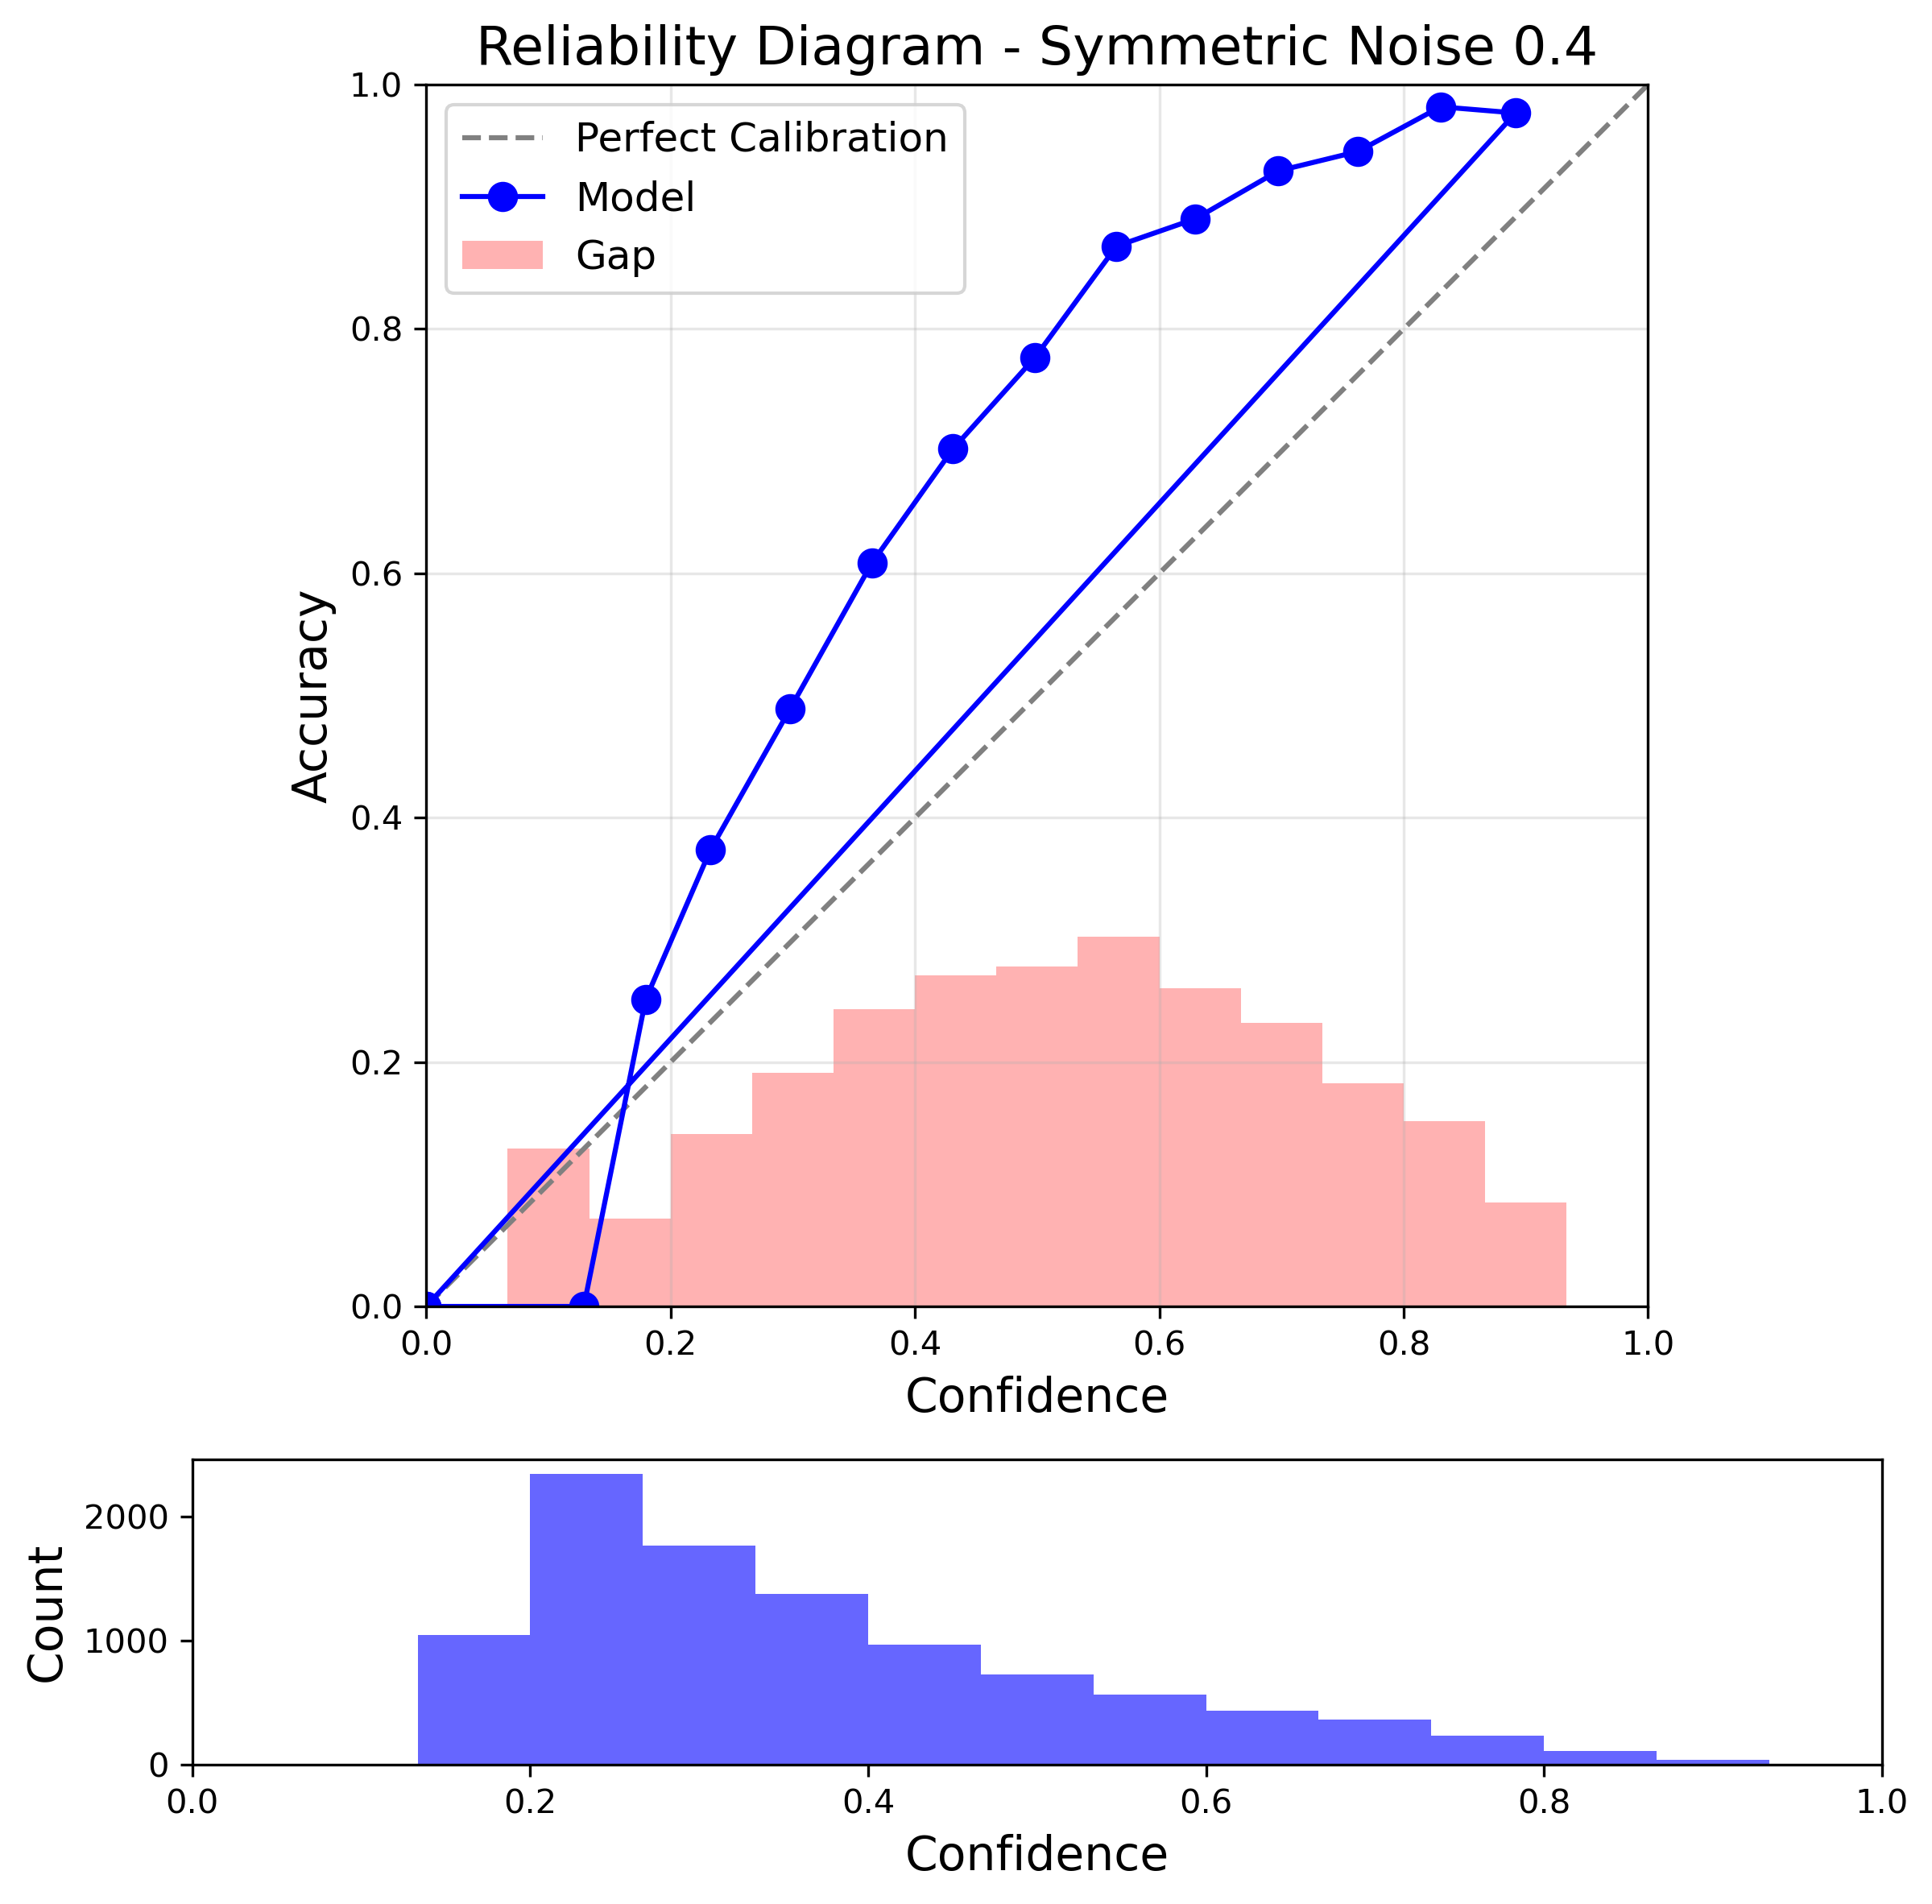 Reliability Diagram - Symmetric Noise 0.4
Perfect Calibration
Model
Gap
Accuracy
1.0
0.8
0.6
0.4
0.2
0.0
0.0 0.2 0.4 0.6 0.8 1.0
Confidence
Count
2000
1000
0
0.0 0.2 0.4 0.6 0.8 1.0
Confidence